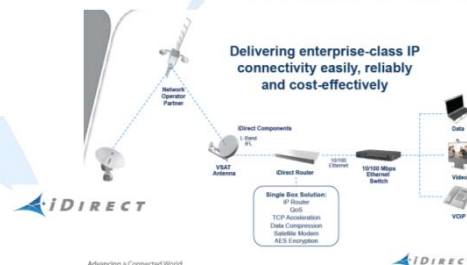 Delivering enterprise-class IP
connectivity easily, reliably
and cost-effectively
Network
Operator
Partner
iDirect Components
L-Band
IFL
VSAT
Antenna
iDirect Router
10/100
Ethernet
10/100 Mbps
Ethernet
Switch
Data
Video
VOIP
Single Box Solution:
IP Router
QoS
TCP Acceleration
Data Compression
Satellite Modem
AES Encryption
iDIRECT
Advancing a Connected World
iDIREC